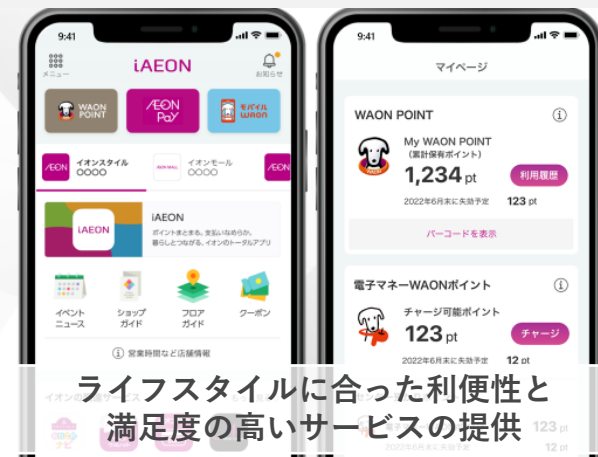 9:41
メニュー
iAEON
お知らせ
WAON POINT
AEON Pay
モバイル WAON
AEON
イオンスタイル
○○○○
AEON MALL
イオンモール
○○○○
AEON
iAEON
iAEON
ポイントまとまる。支払いなめらか。
暮らしとつながる、イオンのトータルアプリ
イベント
ニュース
ショップ
ガイド
フロア
ガイド
クーポン
営業時間など店舗情報
9:41
マイページ
WAON POINT
My WAON POINT
(累計保有ポイント)
1,234 pt
利用履歴
2022年6月末に失効予定 123 pt
バーコードを表示
電子マネーWAONポイント
チャージ可能ポイント
123 pt
チャージ
2022年6月末に失効予定 12 pt
123 pt
12 pt
ライフスタイルに合った利便性と
満足度の高いサービスの提供